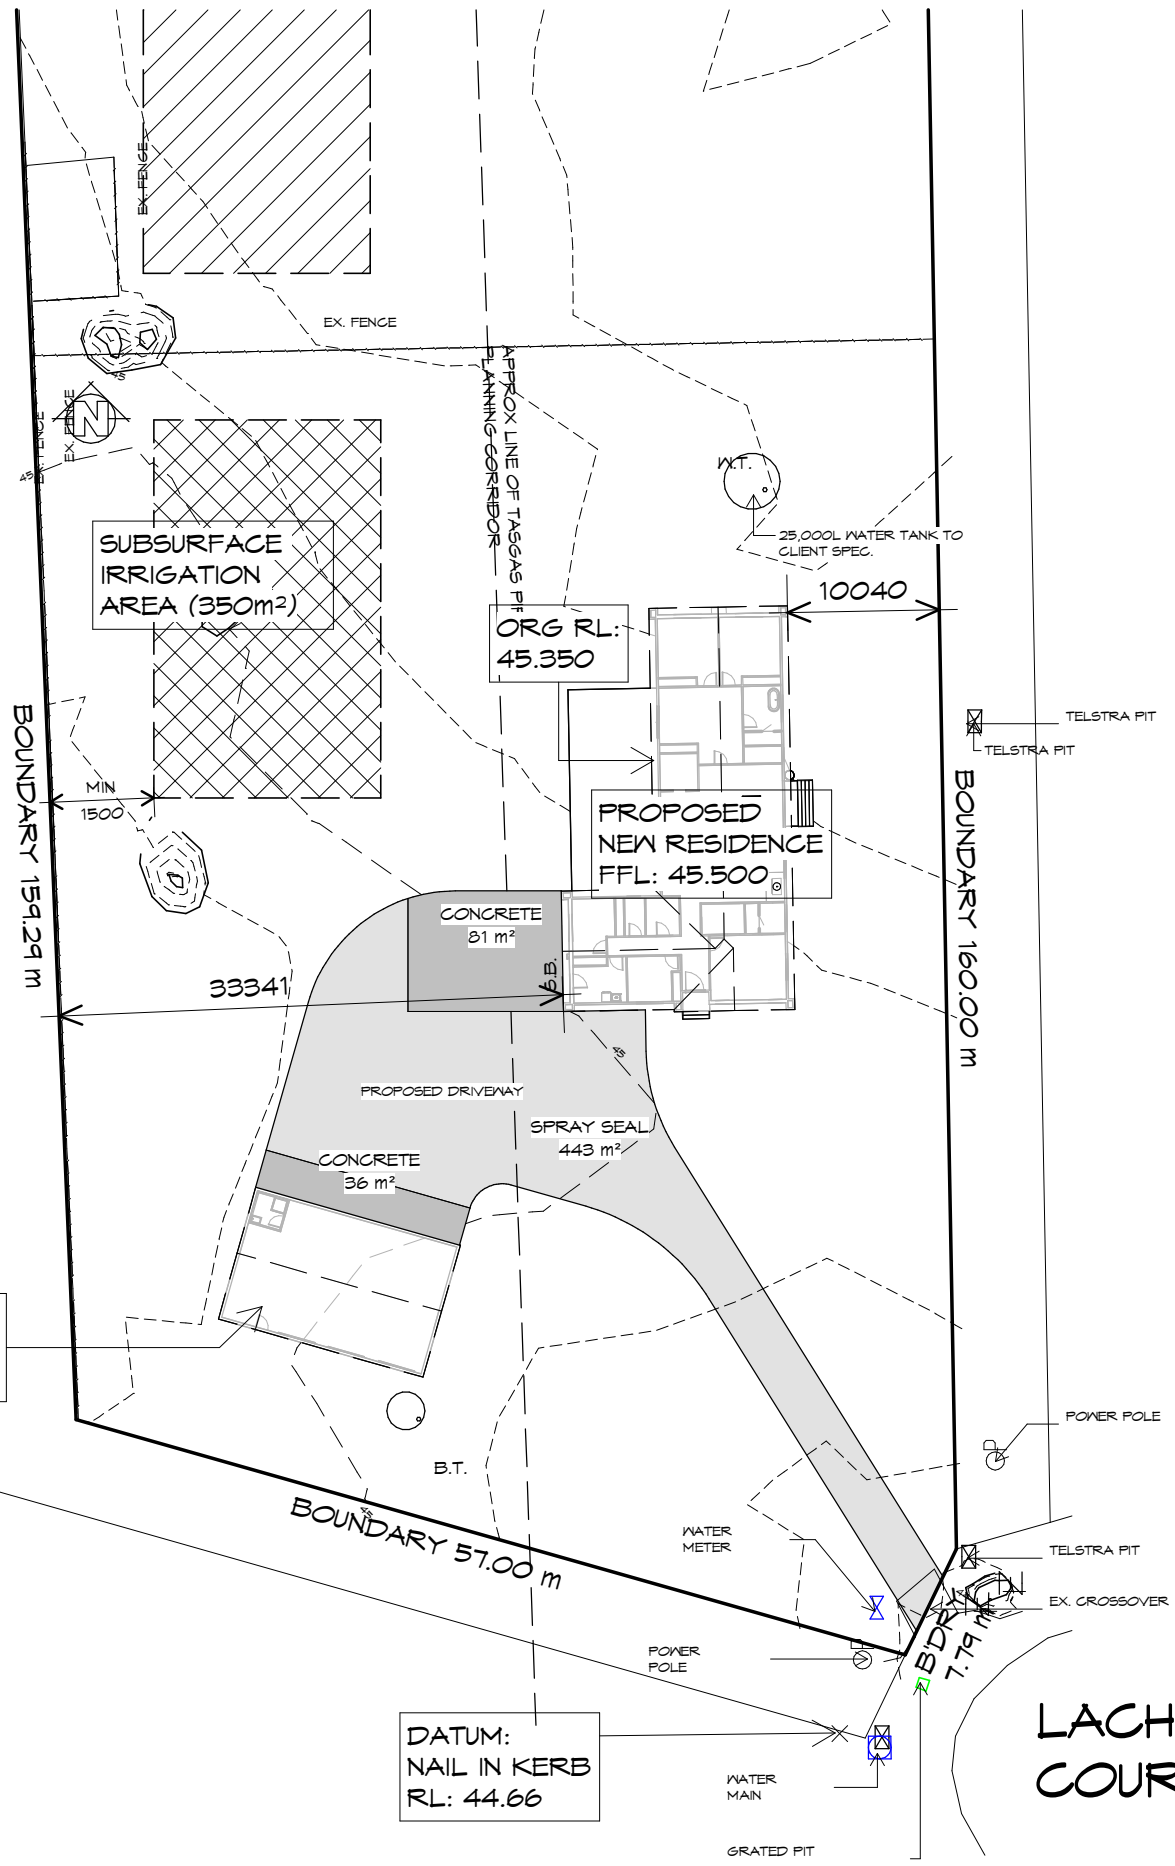 EX. FENCE
EX. FENCE
45
EX. FENCE
N
45
APPROX LINE OF TASGAS
PLANNING CORRIDOR
W.T.
25,000L WATER TANK TO
CLIENT SPEC.
SUBSURFACE
IRRIGATION
AREA (350m²)
10040
ORG RL:
45.350
TELSTRA PIT
TELSTRA PIT
BOUNDARY 159.29 m
MIN
1500
PROPOSED
NEW RESIDENCE
FFL: 45.500
BOUNDARY 160.00 m
CONCRETE
81 m²
S.B.
33341
45
PROPOSED DRIVEWAY
SPRAY SEAL
443 m²
CONCRETE
36 m²
POWER POLE
B.T.
45
BOUNDARY 57.00 m
WATER
METER
TELSTRA PIT
EX. CROSSOVER
B'DRY
7.79 m
POWER
POLE
DATUM:
NAIL IN KERB
RL: 44.66
LACH
COUR
WATER
MAIN
GRATED PIT